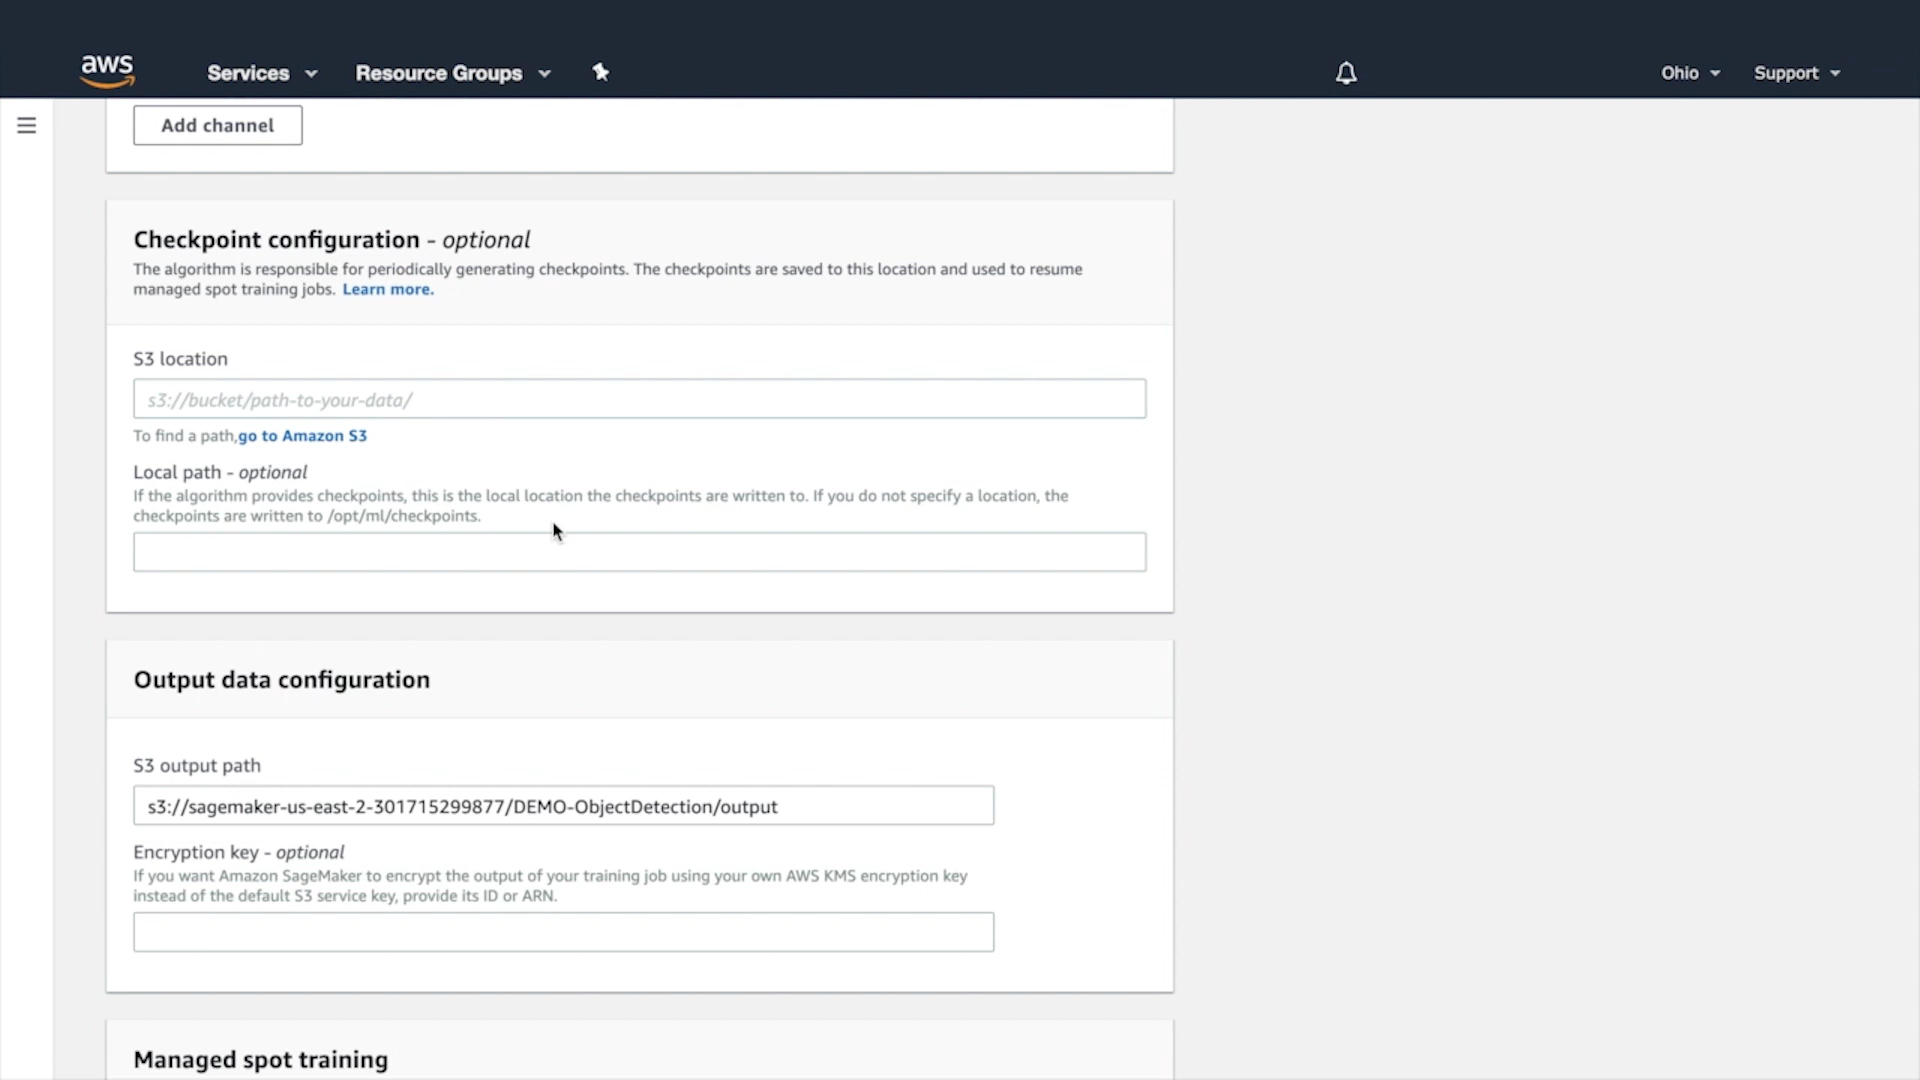 aws
Services
Resource Groups
Ohio
Support
Add channel
Checkpoint configuration - optional
The algorithm is responsible for periodically generating checkpoints. The checkpoints are saved to this location and used to resume
managed spot training jobs. Learn more.
S3 location
s3://bucket/path-to-your-data/
To find a path,go to Amazon S3
Local path - optional
If the algorithm provides checkpoints, this is the local location the checkpoints are written to. If you do not specify a location, the
checkpoints are written to /opt/ml/checkpoints.
Output data configuration
S3 output path
s3://sagemaker-us-east-2-301715299877/DEMO-ObjectDetection/output
Encryption key - optional
If you want Amazon SageMaker to encrypt the output of your training job using your own AWS KMS encryption key
instead of the default S3 service key, provide its ID or ARN.
Managed spot training